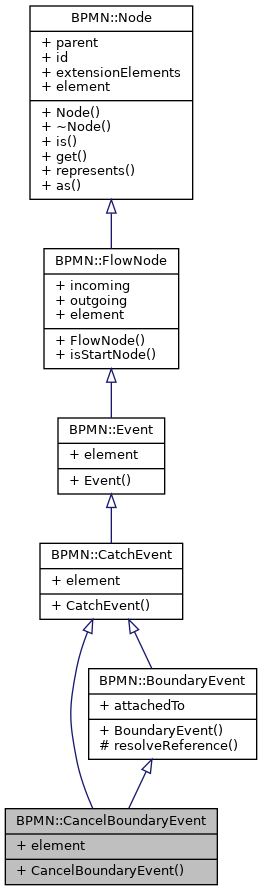 BPMN::Node
+ parent
+ id
+ extensionElements
+ element
+ Node()
+ ~Node()
+ is()
+ get()
+ represents()
+ as()
BPMN::FlowNode
+ incoming
+ outgoing
+ element
+ FlowNode()
+ isStartNode()
BPMN::Event
+ element
+ Event()
BPMN::CatchEvent
+ element
+ CatchEvent()
BPMN::BoundaryEvent
+ attachedTo
+ BoundaryEvent()
# resolveReference()
BPMN::CancelBoundaryEvent
+ element
+ CancelBoundaryEvent()